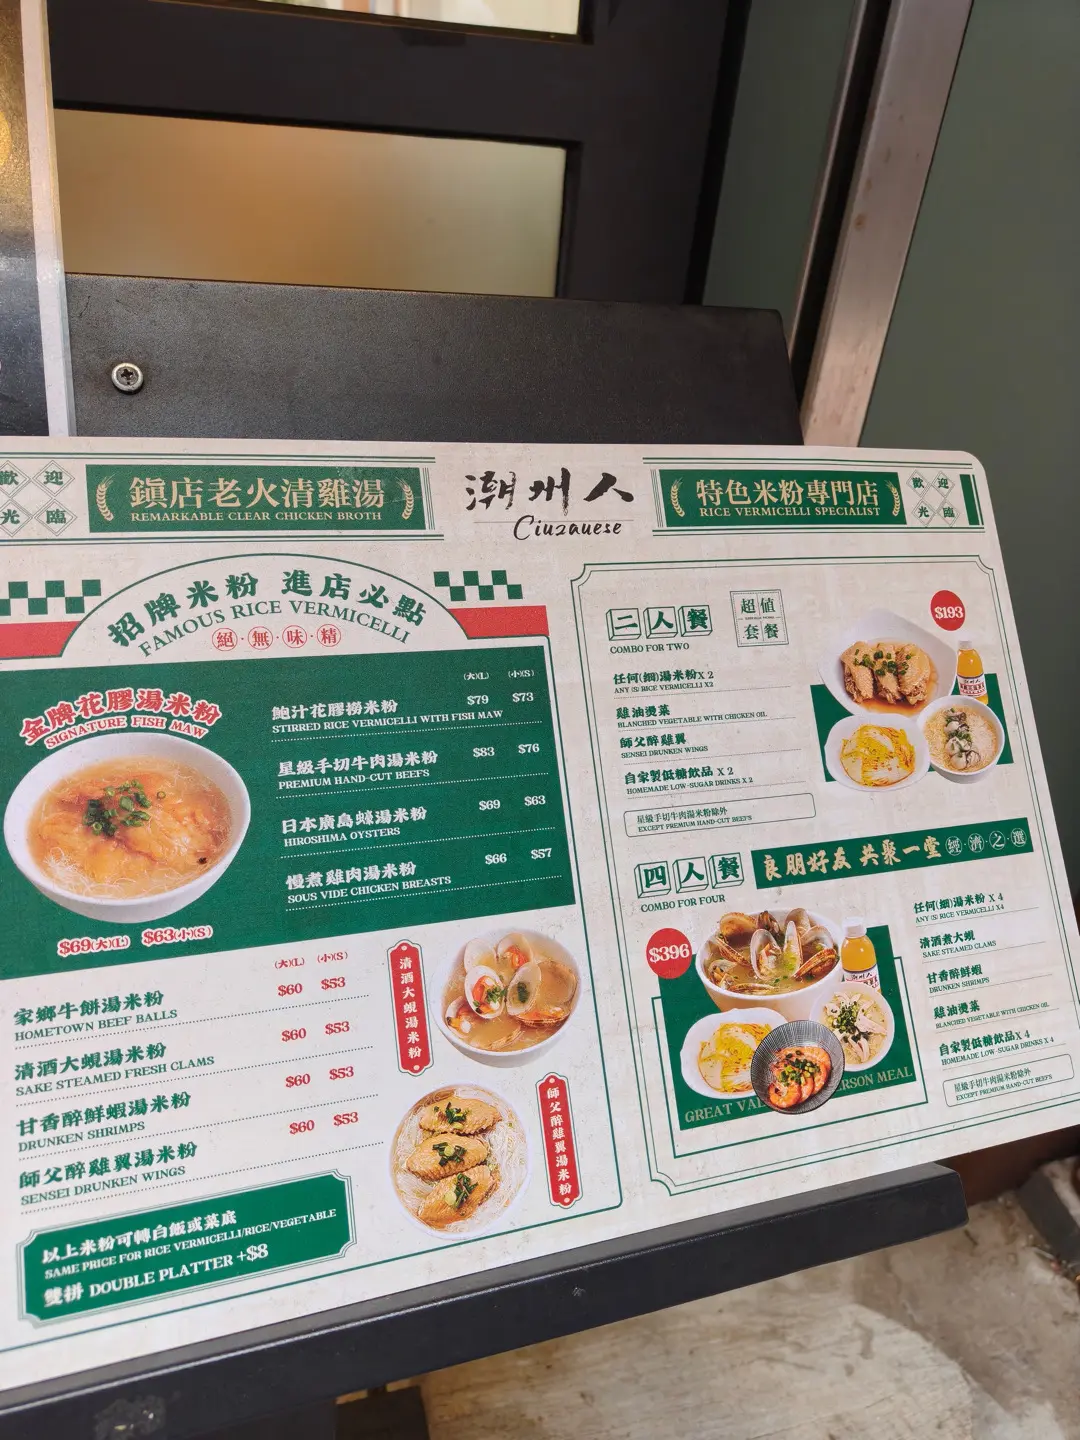 歡迎光臨
鎮店老火清雞湯
REMARKABLE CLEAR CHICKEN BROTH
潮州人
Ciuzauese
特色米粉專門店
RICE VERMICELLI SPECIALIST
歡迎光臨
招牌米粉 進店必點
FAMOUS RICE VERMICELLI
絕·無·味·精
金牌花膠湯米粉
SIGNATURE FISH MAW
$69(大)(L) $63(小)(S)
(大)(L) (小)(S)
鮑汁花膠撈米粉 $79 $73
STIRRED RICE VERMICELLI WITH FISH MAW
星級手切牛肉湯米粉 $83 $76
PREMIUM HAND-CUT BEEFS
日本廣島蠔湯米粉 $69 $63
HIROSHIMA OYSTERS
慢煮雞肉湯米粉 $66 $57
SOUS VIDE CHICKEN BREASTS
(大)(L) (小)(S)
家鄉牛餅湯米粉 $60 $53
HOMETOWN BEEF BALLS
清酒大蜆湯米粉 $60 $53
SAKE STEAMED FRESH CLAMS
甘香醉鮮蝦湯米粉 $60 $53
DRUNKEN SHRIMPS
師父醉雞翼湯米粉 $60 $53
SENSEI DRUNKEN WINGS
清酒大蜆湯米粉
師父醉雞翼湯米粉
以上米粉可轉白飯或菜底
SAME PRICE FOR RICE VERMICELLI/RICE/VEGETABLE
雙拼 DOUBLE PLATTER +$8
二人餐
COMBO FOR TWO
超值
套餐
$193
任何(細)湯米粉 X 2
ANY (S) RICE VERMICELLI X2
雞油燙菜
BLANCHED VEGETABLE WITH CHICKEN OIL
師父醉雞翼
SENSEI DRUNKEN WINGS
自家製低糖飲品 X 2
HOMEMADE LOW-SUGAR DRINKS X 2
星級手切牛肉湯米粉除外
EXCEPT PREMIUM HAND-CUT BEEFS
四人餐
COMBO FOR FOUR
良朋好友 共聚一堂 經·濟·之·選
$396
任何(細)湯米粉 X 4
ANY (S) RICE VERMICELLI X4
清酒煮大蜆
SAKE STEAMED CLAMS
甘香醉鮮蝦
DRUNKEN SHRIMPS
雞油燙菜
BLANCHED VEGETABLE WITH CHICKEN OIL
自家製低糖飲品 X 4
HOMEMADE LOW-SUGAR DRINKS X 4
星級手切牛肉湯米粉除外
EXCEPT PREMIUM HAND-CUT BEEFS
GREAT MEAL